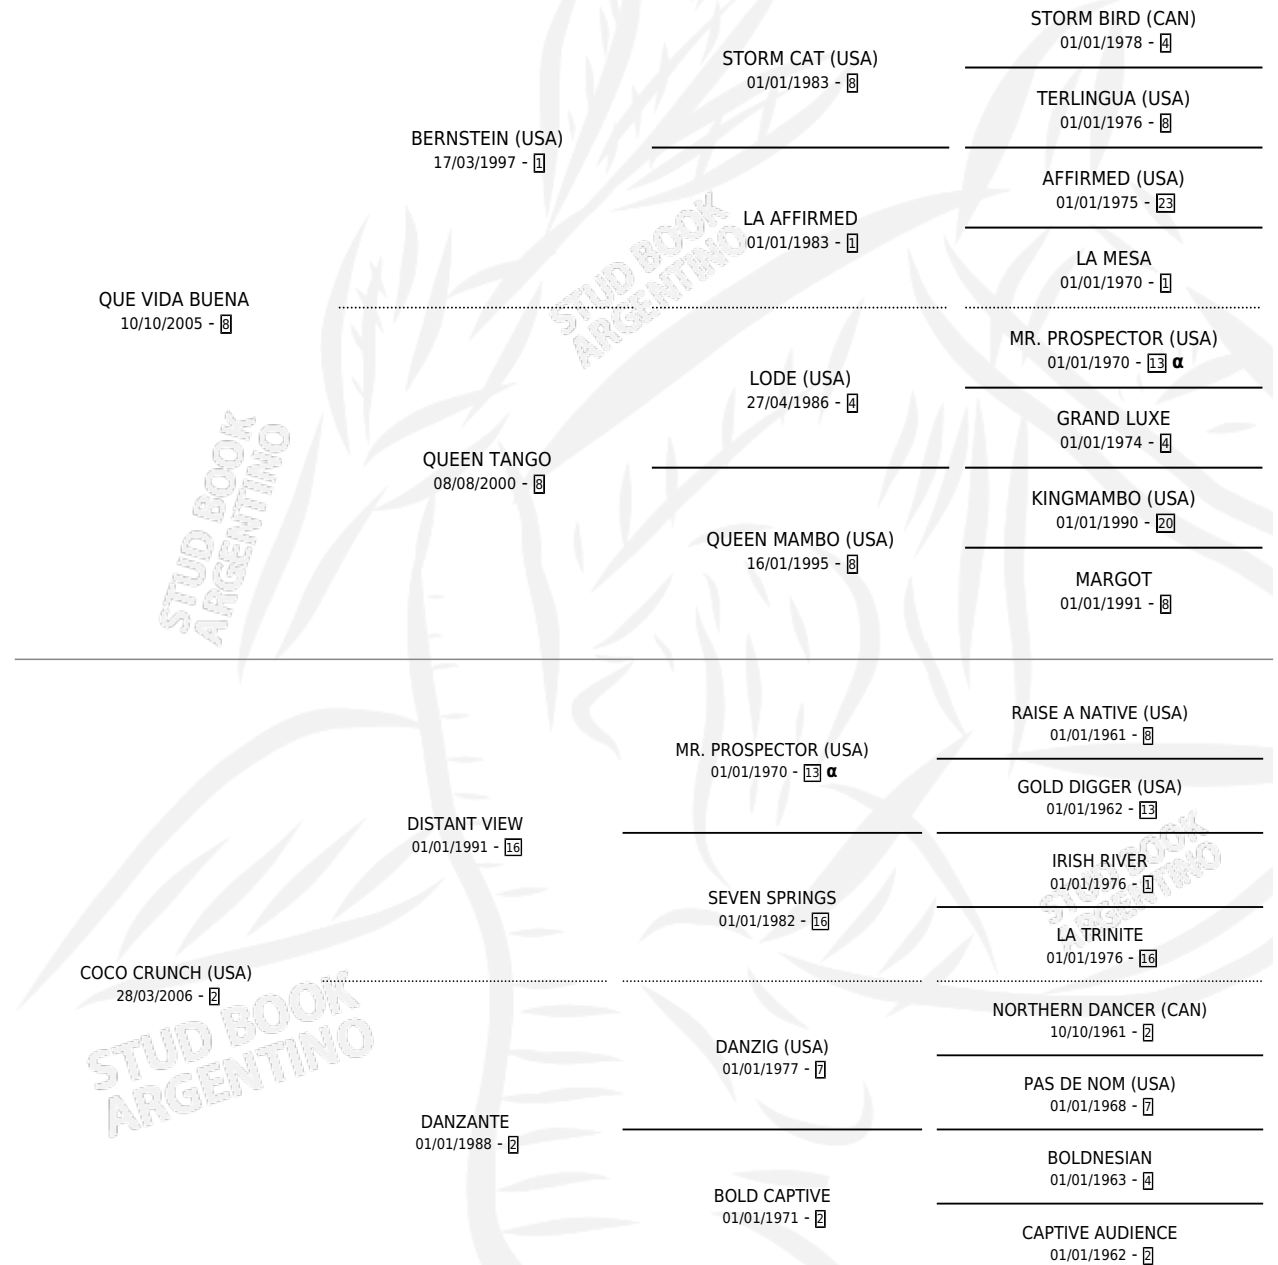 STORM BIRD (CAN)
01/01/1978 - 4
STORM CAT (USA)
01/01/1983 - 8
TERLINGUA (USA)
01/01/1976 - 8
BERNSTEIN (USA)
17/03/1997 - 1
AFFIRMED (USA)
01/01/1975 - 23
LA AFFIRMED
01/01/1983 - 1
LA MESA
01/01/1970 - 1
QUE VIDA BUENA
10/10/2005 - 8
MR. PROSPECTOR (USA)
01/01/1970 - 13 α
LODE (USA)
27/04/1986 - 4
GRAND LUXE
01/01/1974 - 4
QUEEN TANGO
08/08/2000 - 8
KINGMAMBO (USA)
01/01/1990 - 20
QUEEN MAMBO (USA)
16/01/1995 - 8
MARGOT
01/01/1991 - 8
STUD BOOK
ARGENTINO
STUD BOOK
ARGENTINO
RAISE A NATIVE (USA)
01/01/1961 - 8
MR. PROSPECTOR (USA)
01/01/1970 - 13 α
GOLD DIGGER (USA)
01/01/1962 - 13
DISTANT VIEW
01/01/1991 - 16
IRISH RIVER
01/01/1976 - 1
SEVEN SPRINGS
01/01/1982 - 16
LA TRINITE
01/01/1976 - 16
STUD BOOK
ARGENTINO
COCO CRUNCH (USA)
28/03/2006 - 2
NORTHERN DANCER (CAN)
10/10/1961 - 2
DANZIG (USA)
01/01/1977 - 7
PAS DE NOM (USA)
01/01/1968 - 7
DANZANTE
01/01/1988 - 2
BOLDNESIAN
01/01/1963 - 4
BOLD CAPTIVE
01/01/1971 - 2
CAPTIVE AUDIENCE
01/01/1962 - 2
STUD BOOK
ARGENTINO